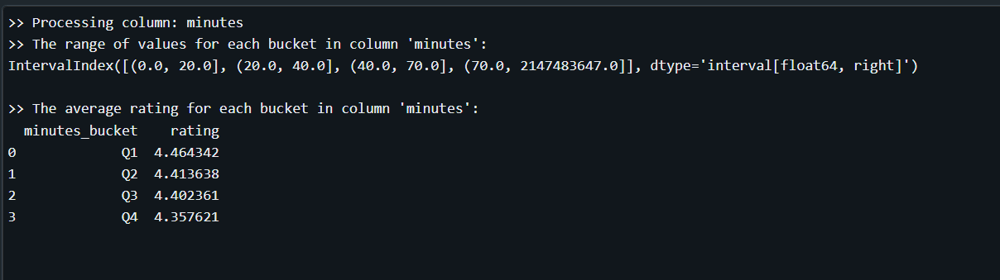 >> Processing column: minutes
>> The range of values for each bucket in column 'minutes':
IntervalIndex([(0.0, 20.0], (20.0, 40.0], (40.0, 70.0], (70.0, 2147483647.0]], dtype='interval[float64, right]')
>> The average rating for each bucket in column 'minutes':
minutes_bucket rating
0 Q1 4.464342
1 Q2 4.413638
2 Q3 4.402361
3 Q4 4.357621